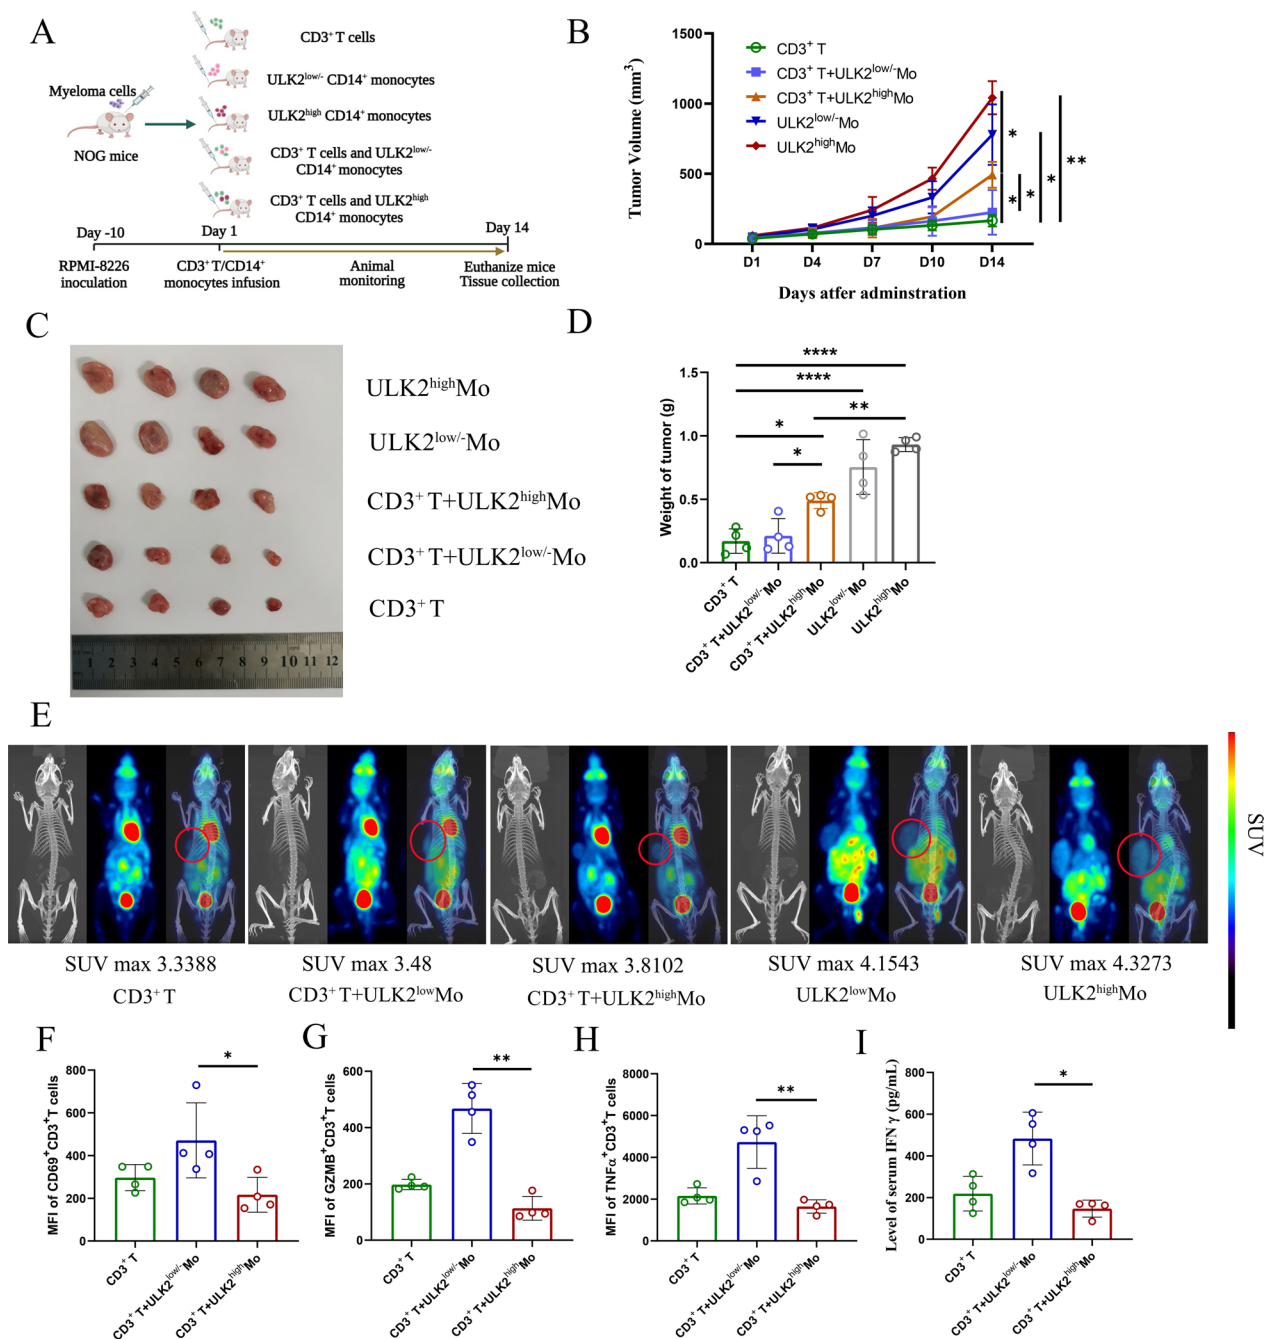 A
Myeloma cells
NOG mice
CD3⁺ T cells
ULK2ˡᵒʷ/⁻ CD14⁺ monocytes
ULK2ʰⁱᵍʰ CD14⁺ monocytes
CD3⁺ T cells and ULK2ˡᵒʷ/⁻
CD14⁺ monocytes
CD3⁺ T cells and ULK2ʰⁱᵍʰ
CD14⁺ monocytes
Day -10
Day 1
Day 14
RPMI-8226
inoculation
CD3⁺T/CD14⁺
monocytes infusion
Animal
monitoring
Euthanize mice
Tissue collection
B
Tumor Volume (mm³)
1500
1000
500
0
CD3⁺ T
CD3⁺ T+ULK2ˡᵒʷ/⁻Mo
CD3⁺ T+ULK2ʰⁱᵍʰMo
ULK2ˡᵒʷ/⁻Mo
ULK2ʰⁱᵍʰMo
*
*
*
*
**
D1 D4 D7 D10 D14
Days atfer adminstration
C
ULK2ʰⁱᵍʰMo
ULK2ˡᵒʷ/⁻Mo
CD3⁺ T+ULK2ʰⁱᵍʰMo
CD3⁺ T+ULK2ˡᵒʷ/⁻Mo
CD3⁺ T
1 2 3 4 5 6 7 8 9 10 11 12
D
Weight of tumor (g)
1.5
1.0
0.5
0.0
****
****
**
*
*
CD3⁺ T
CD3⁺ T+ULK2ˡᵒʷ/⁻Mo
CD3⁺ T+ULK2ʰⁱᵍʰMo
ULK2ˡᵒʷ/⁻Mo
ULK2ʰⁱᵍʰMo
E
SUV
SUV max 3.3388
CD3⁺ T
SUV max 3.48
CD3⁺ T+ULK2ˡᵒʷMo
SUV max 3.8102
CD3⁺ T+ULK2ʰⁱᵍʰMo
SUV max 4.1543
ULK2ˡᵒʷMo
SUV max 4.3273
ULK2ʰⁱᵍʰMo
F
MFI of CD69⁺CD3⁺T cells
800
600
400
200
0
*
CD3⁺ T
CD3⁺ T+ULK2ˡᵒʷ/⁻Mo
CD3⁺ T+ULK2ʰⁱᵍʰMo
G
MFI of GZMB⁺CD3⁺T cells
600
400
200
0
**
CD3⁺ T
CD3⁺ T+ULK2ˡᵒʷ/⁻Mo
CD3⁺ T+ULK2ʰⁱᵍʰMo
H
MFI of TNFα⁺CD3⁺T cells
8000
6000
4000
2000
0
**
CD3⁺ T
CD3⁺ T+ULK2ˡᵒʷ/⁻Mo
CD3⁺ T+ULK2ʰⁱᵍʰMo
I
Level of serum IFN γ (pg/mL)
800
600
400
200
0
*
CD3⁺ T
CD3⁺ T+ULK2ˡᵒʷ/⁻Mo
CD3⁺ T+ULK2ʰⁱᵍʰMo